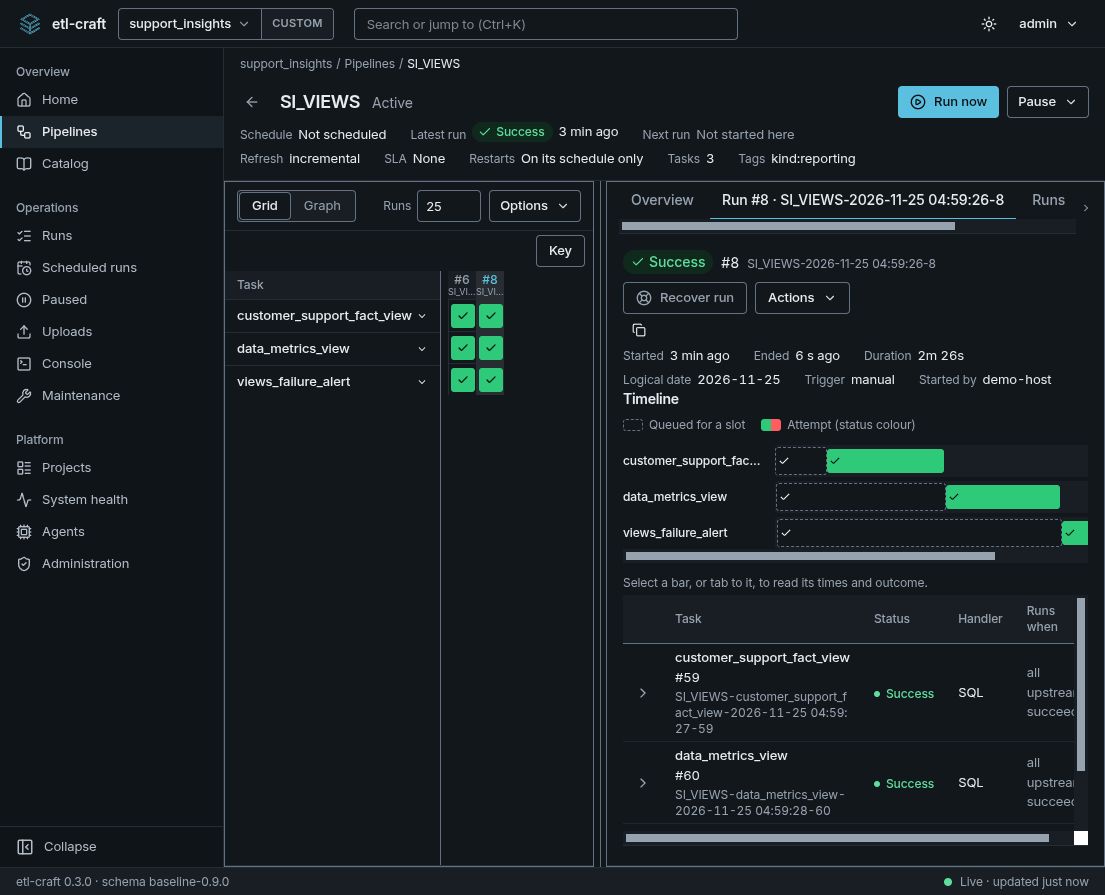 etl-craft
support_insights
CUSTOM
Search or jump to (Ctrl+K)
admin
Overview
Home
Pipelines
Catalog
Operations
Runs
Scheduled runs
Paused
Uploads
Console
Maintenance
Platform
Projects
System health
Agents
Administration
Collapse
support_insights / Pipelines / SI_VIEWS
SI_VIEWS Active
Run now
Pause
Schedule Not scheduled Latest run Success 3 min ago Next run Not started here
Refresh incremental SLA None Restarts On its schedule only Tasks 3 Tags kind:reporting
Grid Graph Runs 25 Options
Key
Task #6 #8
SI_VI... SI_VI...
customer_support_fact_view
data_metrics_view
views_failure_alert
Overview Run #8 · SI_VIEWS-2026-11-25 04:59:26-8 Runs
Success #8 SI_VIEWS-2026-11-25 04:59:26-8
Recover run Actions
Started 3 min ago Ended 6 s ago Duration 2m 26s
Logical date 2026-11-25 Trigger manual Started by demo-host
Timeline
Queued for a slot Attempt (status colour)
customer_support_fac...
data_metrics_view
views_failure_alert
Select a bar, or tab to it, to read its times and outcome.
Task Status Handler Runs
when
customer_support_fact_view
#59
SI_VIEWS-customer_support_f
act_view-2026-11-25 04:59:
27-59
Success SQL
all
upstrea
succee
data_metrics_view
#60
SI_VIEWS-data_metrics_view-
2026-11-25 04:59:28-60
Success SQL
all
upstrea
succee
etl-craft 0.3.0 · schema baseline-0.9.0
Live · updated just now